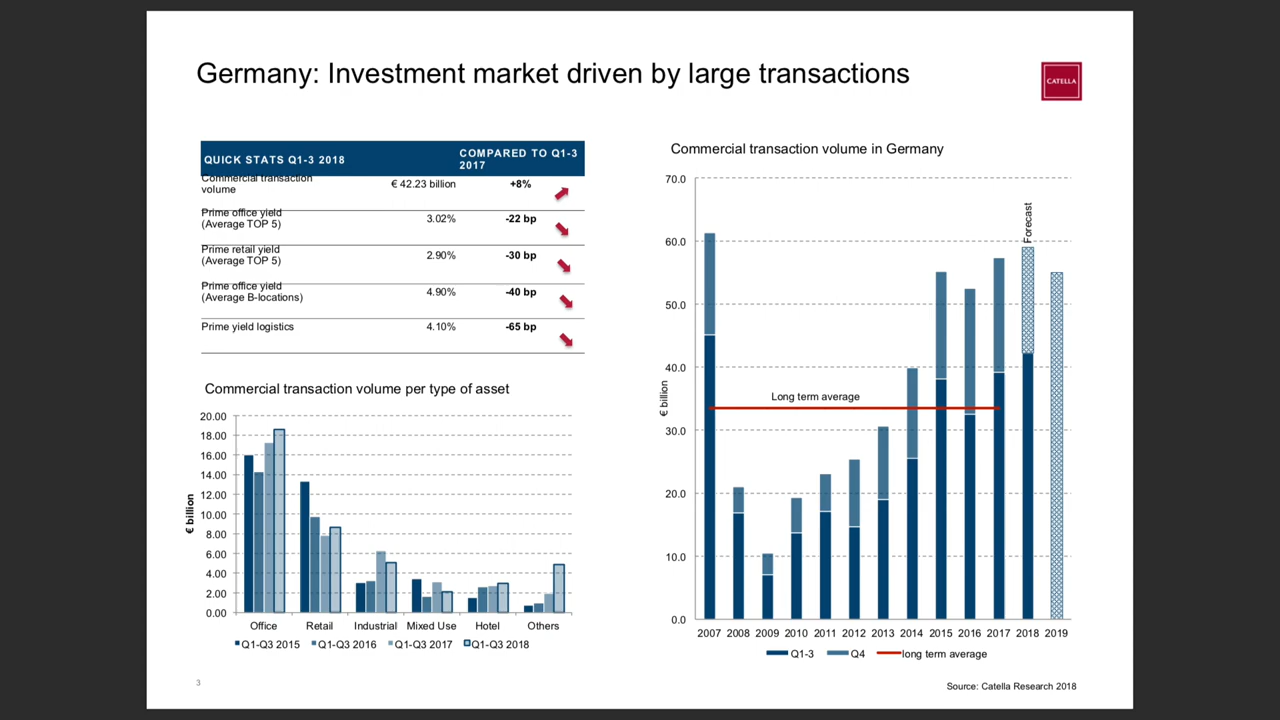 Germany: Investment market driven by large transactions
CATELLA
QUICK STATS Q1-3 2018
COMPARED TO Q1-3
2017
Commercial transaction
volume
€ 42.23 billion
+8%
Prime office yield
(Average TOP 5)
3.02%
-22 bp
Prime retail yield
(Average TOP 5)
2.90%
-30 bp
Prime office yield
(Average B-locations)
4.90%
-40 bp
Prime yield logistics
4.10%
-65 bp
Commercial transaction volume per type of asset
20.00
18.00
16.00
14.00
12.00
10.00
8.00
6.00
4.00
2.00
0.00
€ billion
Office Retail Industrial Mixed Use Hotel Others
Q1-Q3 2015 Q1-Q3 2016 Q1-Q3 2017 Q1-Q3 2018
Commercial transaction volume in Germany
70.0
60.0
50.0
40.0
30.0
20.0
10.0
0.0
€ billion
Forecast
Long term average
2007 2008 2009 2010 2011 2012 2013 2014 2015 2016 2017 2018 2019
Q1-3 Q4 long term average
3
Source: Catella Research 2018